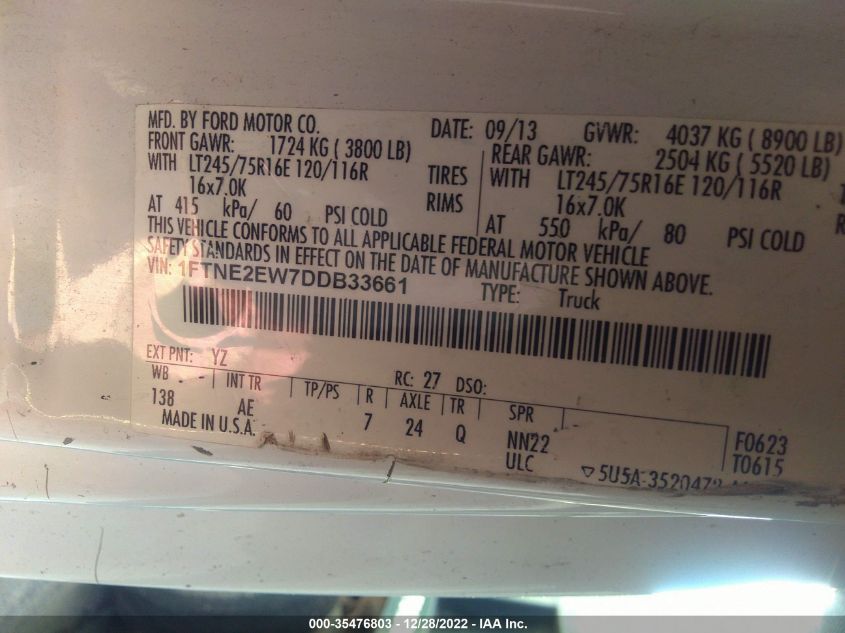 MFD. BY FORD MOTOR CO. DATE: 09/13 GVWR: 4037 KG ( 8900 LB)
FRONT GAWR: 1724 KG ( 3800 LB) REAR GAWR: 2504 KG ( 5520 LB)
WITH LT245/75R16E 120/116R TIRES WITH LT245/75R16E 120/116R
16x7.0K RIMS 16x7.0K
AT 415 kPa/ 60 PSI COLD AT 550 kPa/ 80 PSI COLD
THIS VEHICLE CONFORMS TO ALL APPLICABLE FEDERAL MOTOR VEHICLE
SAFETY STANDARDS IN EFFECT ON THE DATE OF MANUFACTURE SHOWN ABOVE.
VIN: 1FTNE2EW7DDB33661 TYPE: Truck
EXT PNT: YZ RC: 27 DSO:
WB INT TR TP/PS R AXLE TR SPR
138 AE 7 24 Q NN22 F0623
MADE IN U.S.A. ULC T0615
5U5A-3520472
000-35476803 - 12/28/2022 - IAA Inc.